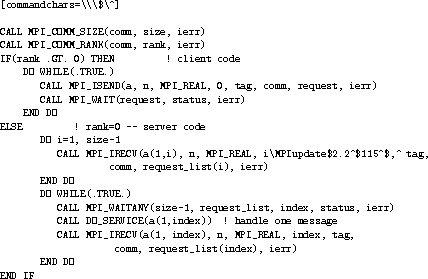 [commandchars=\\\$\^]
CALL MPI_COMM_SIZE(comm, size, ierr)
CALL MPI_COMM_RANK(comm, rank, ierr)
IF(rank .GT. 0) THEN ! client code
DO WHILE(.TRUE.)
CALL MPI_ISEND(a, n, MPI_REAL, 0, tag, comm, request, ierr)
CALL MPI_WAIT(request, status, ierr)
END DO
ELSE ! rank=0 -- server code
DO i=1, size-1
CALL MPI_IRECV(a(1,i), n, MPI_REAL, i\MPIupdate$2.2^$115^$,^ tag,
comm, request_list(i), ierr)
END DO
DO WHILE(.TRUE.)
CALL MPI_WAITANY(size-1, request_list, index, status, ierr)
CALL DO_SERVICE(a(1,index)) ! handle one message
CALL MPI_IRECV(a(1, index), n, MPI_REAL, index, tag,
comm, request_list(index), ierr)
END DO
END IF